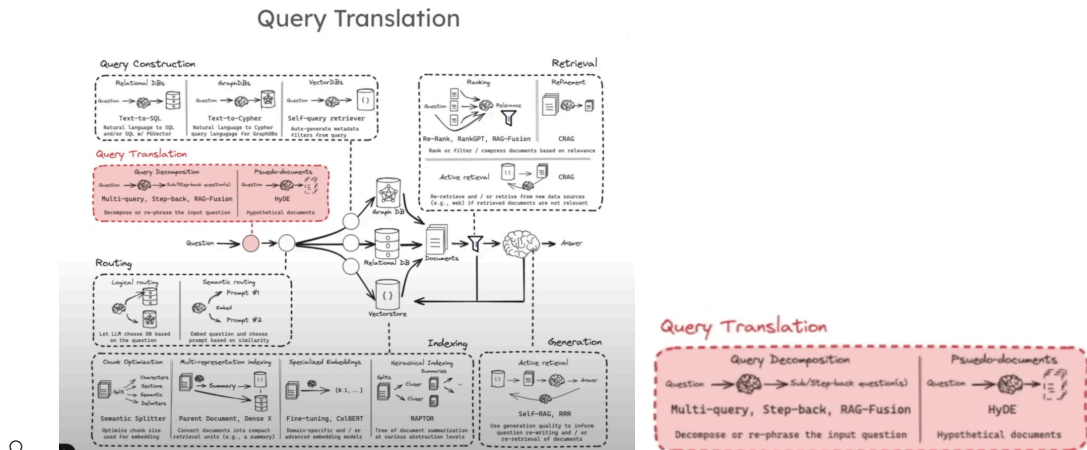 Query Translation
Query Construction
Relational DBs
Question
Text-to-SQL
Natural language to SQL
and/or SQL w/ PGVector
GraphDBs
Question
Text-to-Cypher
Natural language to Cypher
query language for GraphDBs
VectorDBs
Question
{}
Self-query retriever
Auto-generate metadata
filters from query
Retrieval
Ranking
Question
Relevance
Re-Rank, RankGPT, RAG-Fusion
Rank or filter / compress documents based on relevance
Refinement
CRAG
Active retrieval
{}
CRAG
Re-retrieve and / or retrieve from new data sources
(e.g., web) if retrieved documents are not relevant
Query Translation
Query Decomposition
Question
Sub/Step-back question(s)
Multi-query, Step-back, RAG-Fusion
Decompose or re-phrase the input question
Psuedo-documents
Question
HyDE
Hypothetical documents
Question
Graph DB
Relational DB
{}
Vectorstore
Documents
Answer
Routing
Logical routing
Let LLM choose DB based
on the question
Semantic routing
Prompt #1
Embed
Prompt #2
Embed question and choose
prompt based on similarity
Indexing
Chunk Optimization
Split
Characters
Sections
Semantic
Delimiters
Semantic Splitter
Optimize chunk size
used for embedding
Multi-representation indexing
Summary
{}
Parent Document, Dense X
Convert documents into compact
retrieval units (e.g., a summary)
Specialized Embeddings
[0.1, ...]
Fine-tuning, ColBERT
Domain-specific and / or
advanced embedding models
Heirachical Indexing
Summaries
Splits
Cluser
Cluser
...
...
RAPTOR
Tree of document summarization
at various abstraction levels
Generation
Active retrieval
{}
Answer
Self-RAG, RRR
Use generation quality to inform
question re-writing and / or
re-retrieval of documents
Query Translation
Query Decomposition
Question
Sub/Step-back question(s)
Multi-query, Step-back, RAG-Fusion
Decompose or re-phrase the input question
Psuedo-documents
Question
HyDE
Hypothetical documents